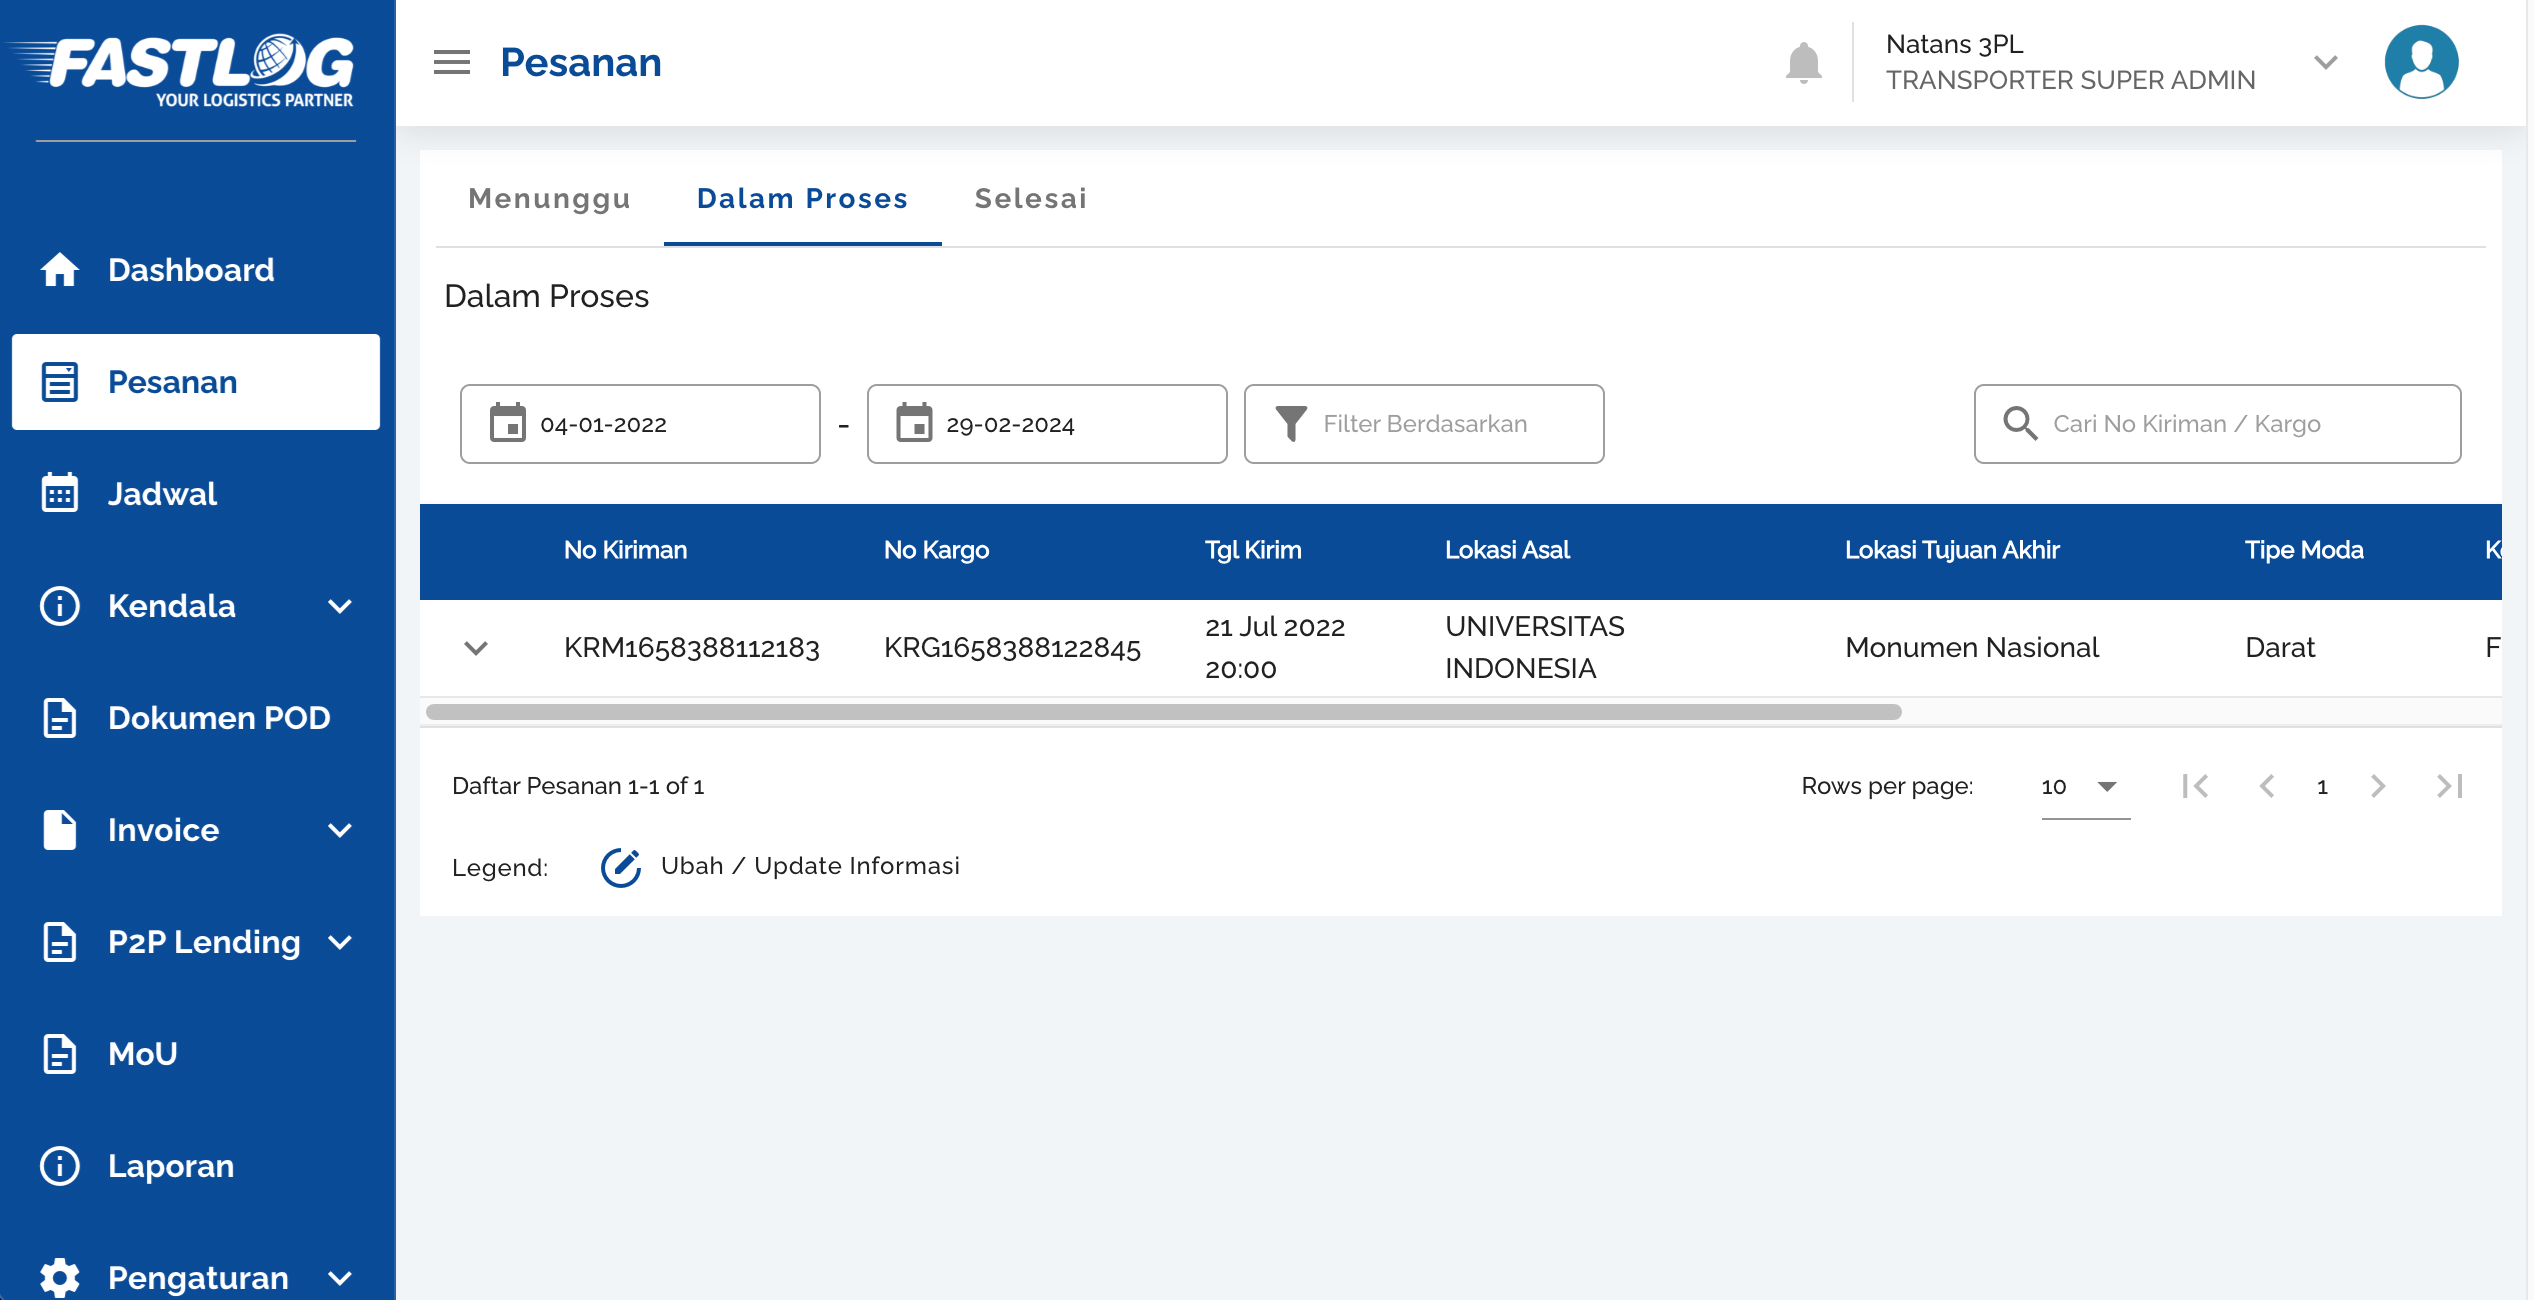 FASTLOG
YOUR LOGISTICS PARTNER
Dashboard
Pesanan
Jadwal
Kendala
Dokumen POD
Invoice
P2P Lending
MoU
Laporan
Pengaturan
Pesanan
Natans 3PL
TRANSPORTER SUPER ADMIN
Menunggu Dalam Proses Selesai
Dalam Proses
04-01-2022 - 29-02-2024 Filter Berdasarkan Cari No Kiriman / Kargo
No Kiriman No Kargo Tgl Kirim Lokasi Asal Lokasi Tujuan Akhir Tipe Moda
KRM1658388112183 KRG1658388122845 21 Jul 2022 20:00 UNIVERSITAS INDONESIA Monumen Nasional Darat F
Daftar Pesanan 1-1 of 1 Rows per page: 10 1
Legend: Ubah / Update Informasi